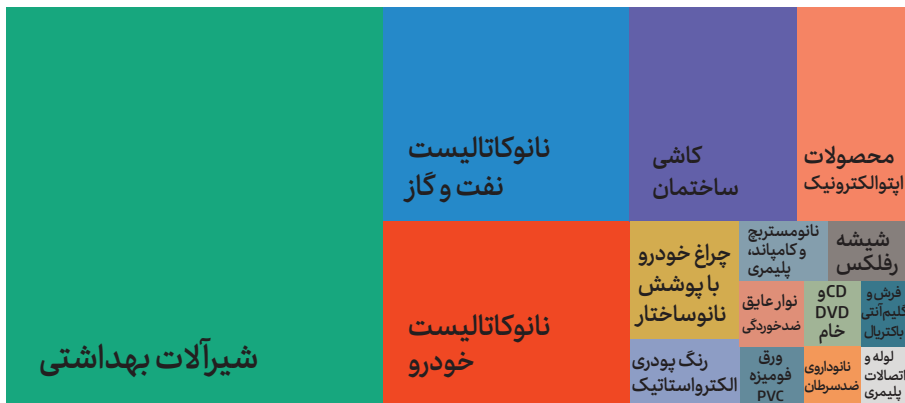 شیرآلات بهداشتی
نانوکاتالیست
نفت و گاز
نانوکاتالیست
خودرو
کاشی
ساختمان
محصولات
اپتوالکترونیک
چراغ خودرو
با پوشش
نانوساختار
رنگ پودری
الکترواستاتیک
نانومستربچ
و کامپاند،
پلیمری
شیشه
رفلکس
نوار عایق
ضدخوردگی
CDو
DVD
خام
فرش و
گلیم‌آنتی
باکتریال
ورق
فومیزه
PVC
نانوداروی
ضدسرطان
لوله و
اتصالات
پلیمری